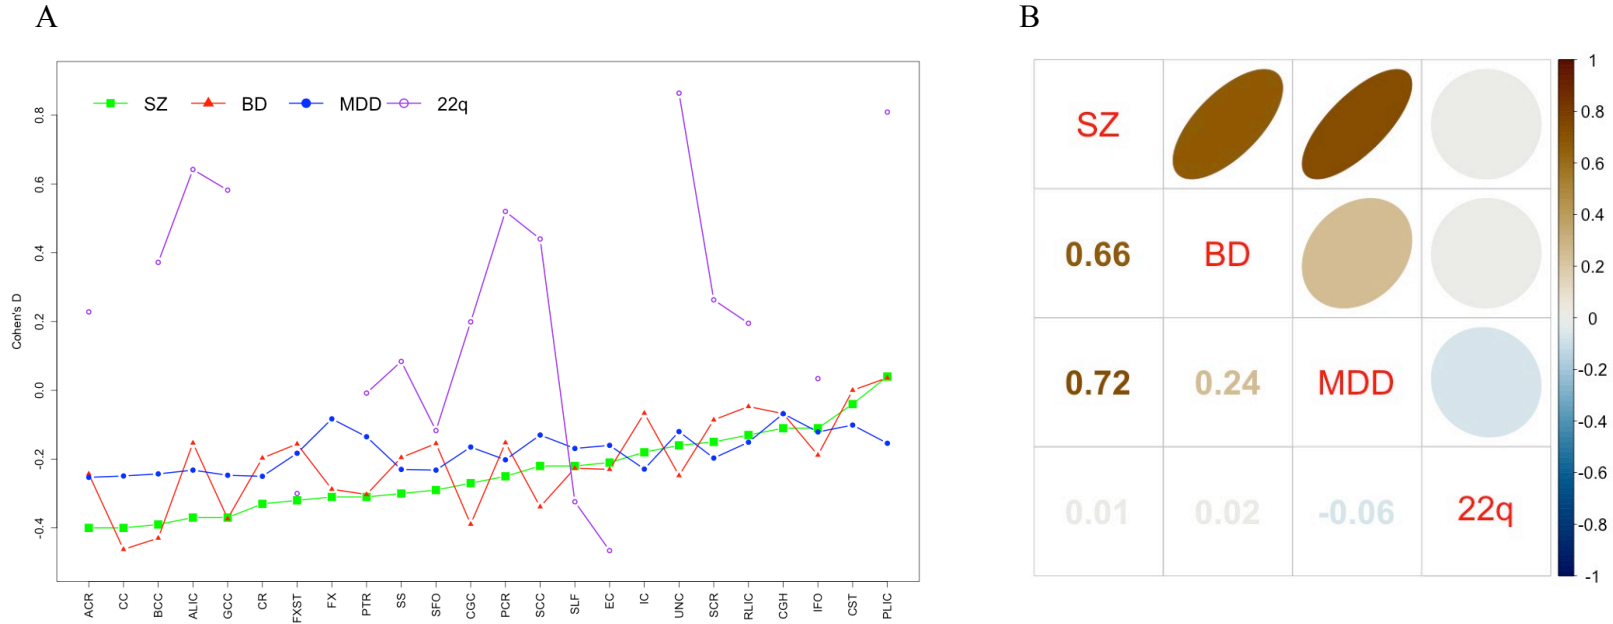 A
B
SZ BD MDD 22q
Cohen's D
0.8
0.6
0.4
0.2
0.0
-0.2
-0.4
ACR CC BCC ALIC GCC CR FXST FX PTR SS SFO CGC PCR SCC SLF EC IC UNC SCR RLIC CGH IFO CST PLIC
SZ
0.66 BD
0.72 0.24 MDD
0.01 0.02 -0.06 22q
1
0.8
0.6
0.4
0.2
0
-0.2
-0.4
-0.6
-0.8
-1